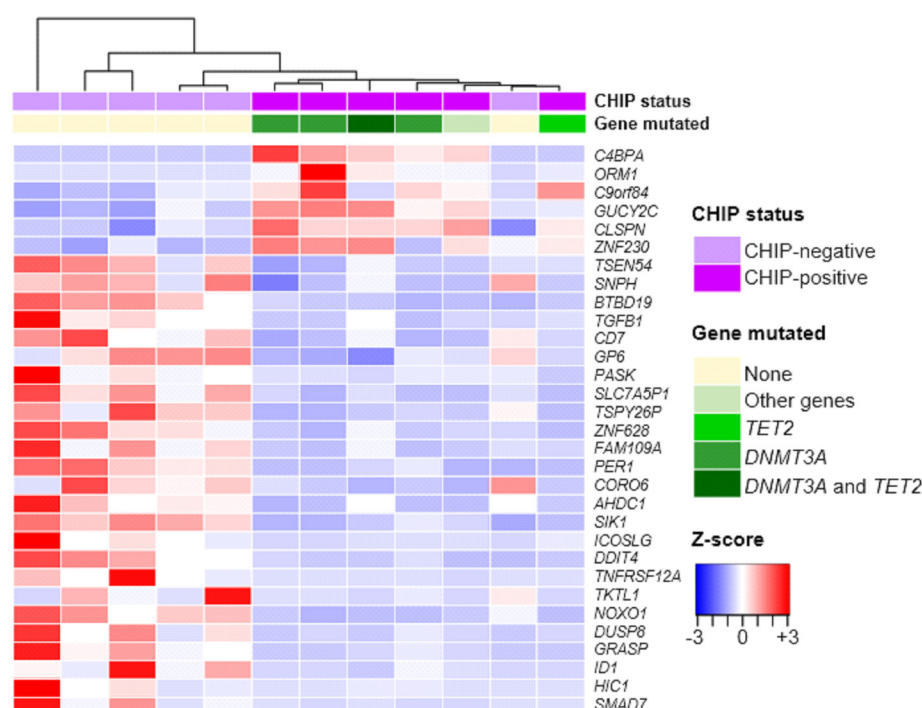 CHIP status
Gene mutated
C4BPA
ORM1
C9orf84
GUCY2C
CLSPN
ZNF230
TSEN54
SNPH
BTBD19
TGFB1
CD7
GP6
PASK
SLC7A5P1
TSPY26P
ZNF628
FAM109A
PER1
CORO6
AHDC1
SIK1
ICOSLG
DDIT4
TNFRSF12A
TKTL1
NOXO1
DUSP8
GRASP
ID1
HIC1
SMAD7
CHIP status
CHIP-negative
CHIP-positive
Gene mutated
None
Other genes
TET2
DNMT3A
DNMT3A and TET2
Z-score
-3 0 +3